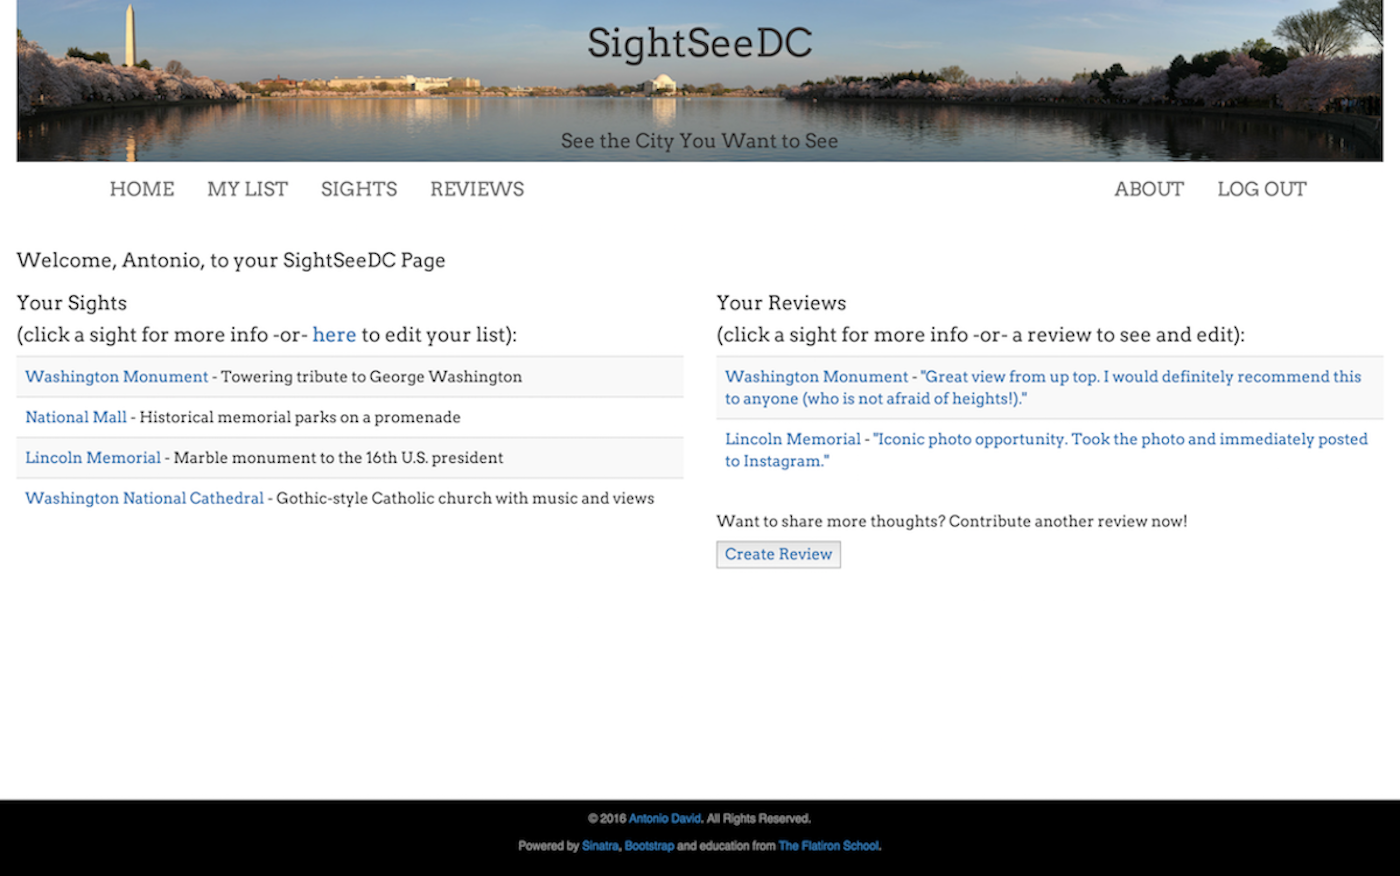 SightSeeDC
See the City You Want to See
HOME MY LIST SIGHTS REVIEWS ABOUT LOG OUT
Welcome, Antonio, to your SightSeeDC Page
Your Sights
(click a sight for more info -or- here to edit your list):
Washington Monument - Towering tribute to George Washington
National Mall - Historical memorial parks on a promenade
Lincoln Memorial - Marble monument to the 16th U.S. president
Washington National Cathedral - Gothic-style Catholic church with music and views
Your Reviews
(click a sight for more info -or- a review to see and edit):
Washington Monument - "Great view from up top. I would definitely recommend this
to anyone (who is not afraid of heights!)."
Lincoln Memorial - "Iconic photo opportunity. Took the photo and immediately posted
to Instagram."
Want to share more thoughts? Contribute another review now!
Create Review
© 2016 Antonio David. All Rights Reserved.
Powered by Sinatra, Bootstrap and education from The Flatiron School.